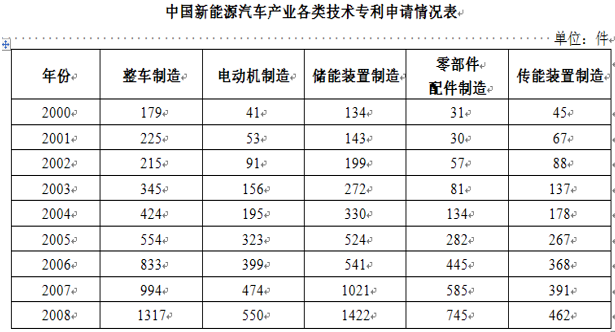 中国新能源汽车产业各类技术专利申请情况表
单位：件
年份 整车制造 电动机制造 储能装置制造 零部件 传能装置制造
配件制造
2000 179 41 134 31 45
2001 225 53 143 30 67
2002 215 91 199 57 88
2003 345 156 272 81 137
2004 424 195 330 134 178
2005 554 323 524 282 267
2006 833 399 541 445 368
2007 994 474 1021 585 391
2008 1317 550 1422 745 462